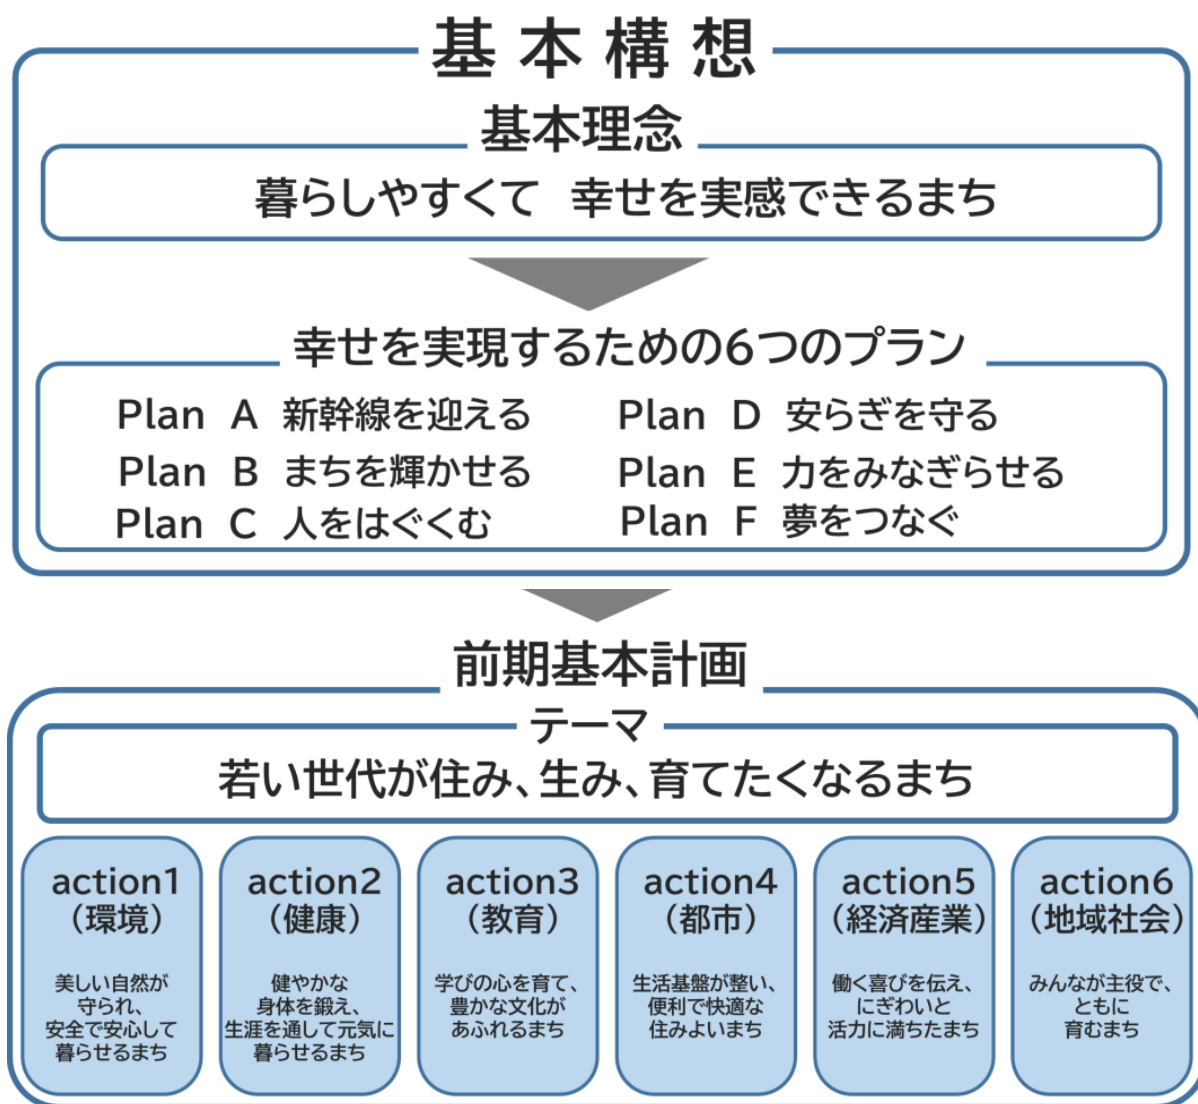 基本構想
基本理念
暮らしやすくて 幸せを実感できるまち
幸せを実現するための6つのプラン
Plan A 新幹線を迎える
Plan B まちを輝かせる
Plan C 人をはぐくむ
Plan D 安らぎを守る
Plan E 力をみなぎらせる
Plan F 夢をつなぐ
前期基本計画
テーマ
若い世代が住み、生み、育てたくなるまち
action1
（環境）
美しい自然が
守られ、
安全で安心して
暮らせるまち
action2
（健康）
健やかな
身体を鍛え、
生涯を通して元気に
暮らせるまち
action3
（教育）
学びの心を育て、
豊かな文化が
あふれるまち
action4
（都市）
生活基盤が整い、
便利で快適な
住みよいまち
action5
（経済産業）
働く喜びを伝え、
にぎわいと
活力に満ちたまち
action6
（地域社会）
みんなが主役で、
ともに
育むまち